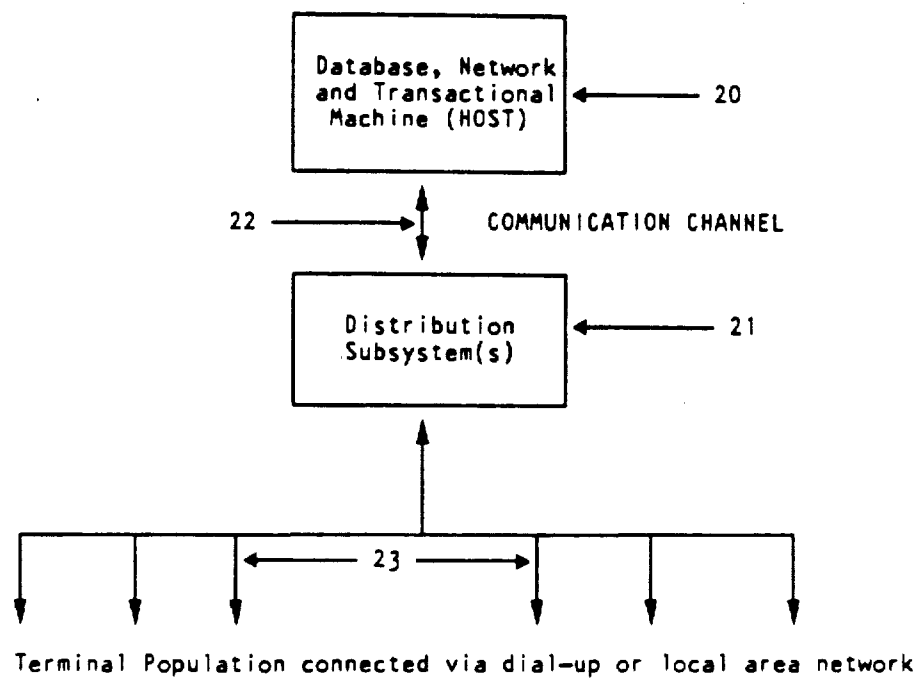 Database, Network
and Transactional
Machine (HOST)
20
22
COMMUNICATION CHANNEL
Distribution
Subsystem(s)
21
23
Terminal Population connected via dial-up or local area network